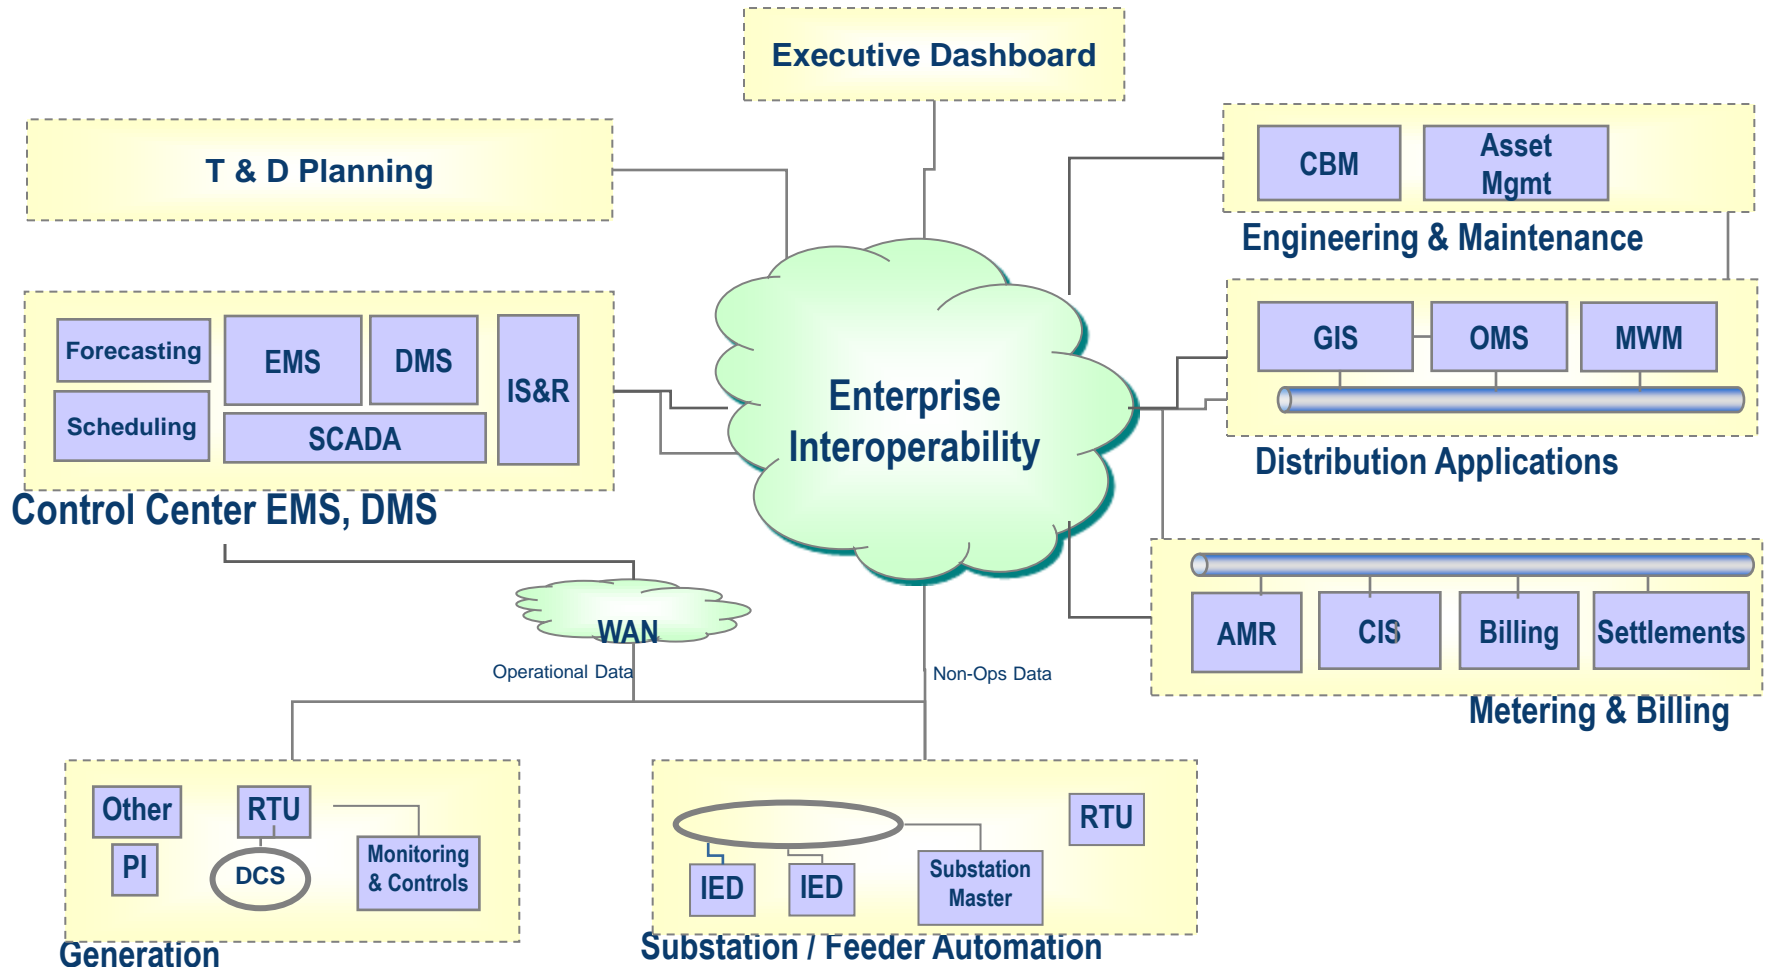 Executive Dashboard
T & D Planning
CBM
Asset
Mgmt
Engineering & Maintenance
Forecasting
EMS
DMS
IS&R
Scheduling
SCADA
Control Center EMS, DMS
Enterprise
Interoperability
GIS
OMS
MWM
Distribution Applications
WAN
Operational Data
Non-Ops Data
AMR
CIS
Billing
Settlements
Metering & Billing
Other
RTU
PI
DCS
Monitoring
& Controls
Generation
RTU
IED
IED
Substation
Master
Substation / Feeder Automation